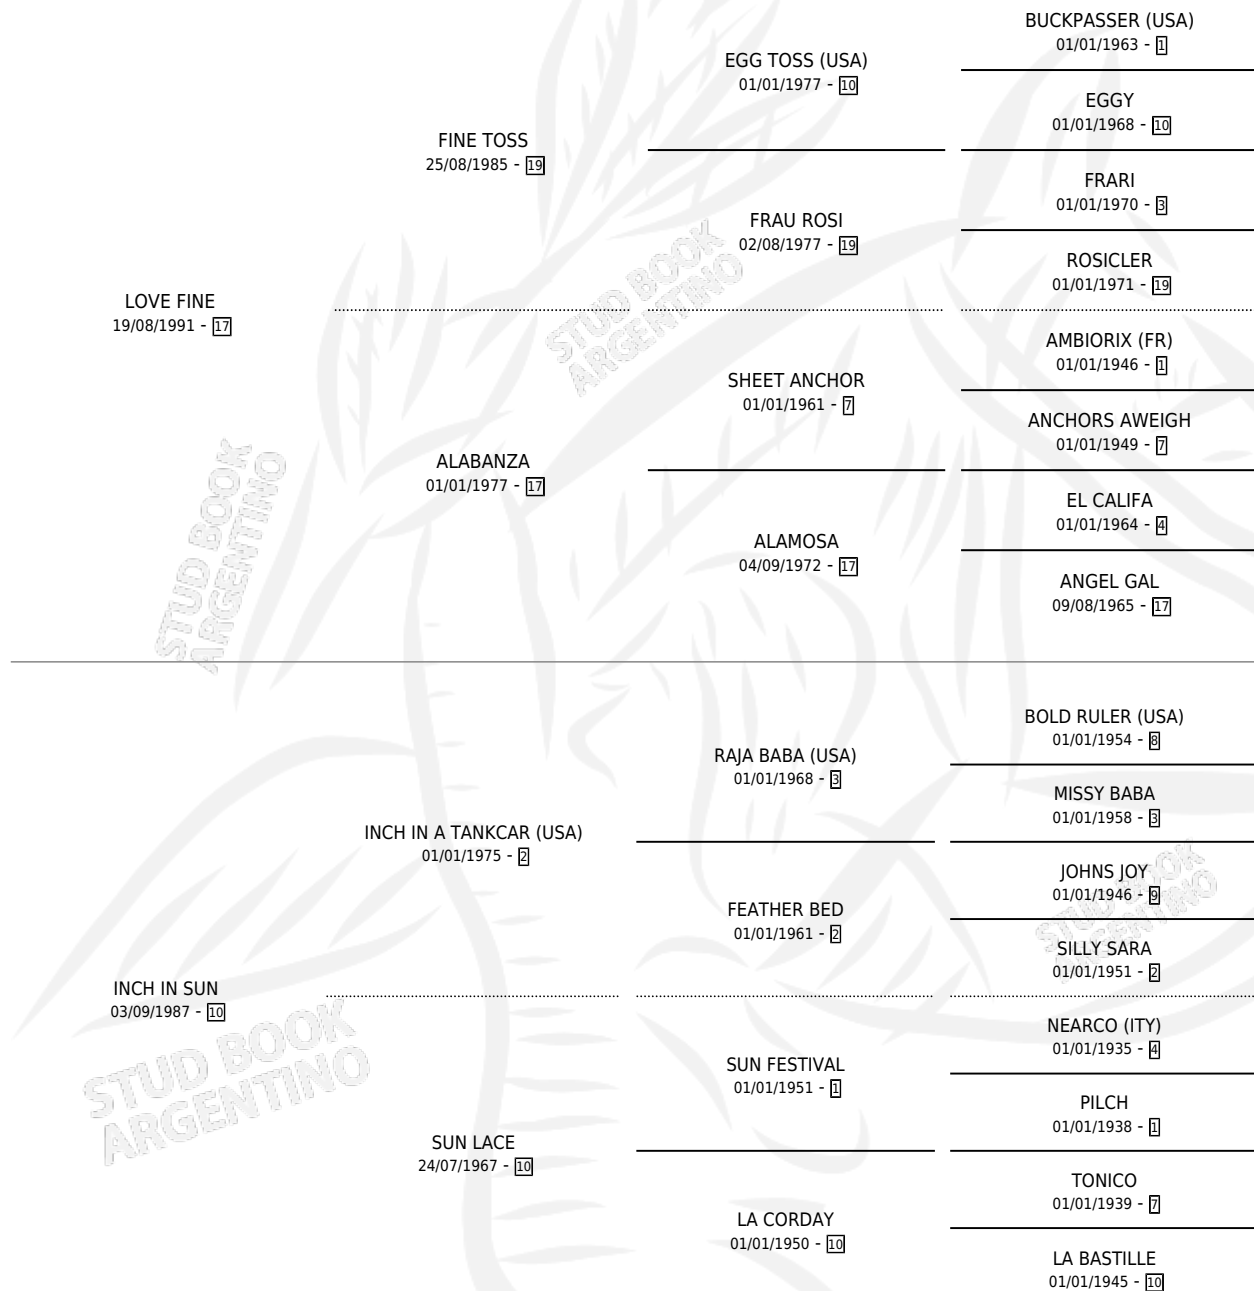 BUCKPASSER (USA)
01/01/1963 - 1
EGG TOSS (USA)
01/01/1977 - 10
EGGY
01/01/1968 - 10
FINE TOSS
25/08/1985 - 19
FRARI
01/01/1970 - 3
FRAU ROSI
02/08/1977 - 19
ROSICLER
01/01/1971 - 19
LOVE FINE
19/08/1991 - 17
AMBIORIX (FR)
01/01/1946 - 1
SHEET ANCHOR
01/01/1961 - 7
ANCHORS AWEIGH
01/01/1949 - 7
ALABANZA
01/01/1977 - 17
EL CALIFA
01/01/1964 - 4
ALAMOSA
04/09/1972 - 17
ANGEL GAL
09/08/1965 - 17
BOLD RULER (USA)
01/01/1954 - 8
RAJA BABA (USA)
01/01/1968 - 3
MISSY BABA
01/01/1958 - 3
INCH IN A TANKCAR (USA)
01/01/1975 - 2
JOHNS JOY
01/01/1946 - 9
FEATHER BED
01/01/1961 - 2
SILLY SARA
01/01/1951 - 2
INCH IN SUN
03/09/1987 - 10
NEARCO (ITY)
01/01/1935 - 4
SUN FESTIVAL
01/01/1951 - 1
PILCH
01/01/1938 - 1
SUN LACE
24/07/1967 - 10
TONICO
01/01/1939 - 7
LA CORDAY
01/01/1950 - 10
LA BASTILLE
01/01/1945 - 10
STUD BOOK
ARGENTINO
STUD BOOK
ARGENTINO
STUD BOOK
ARGENTINO
STUD BOOK
ARGENTINO